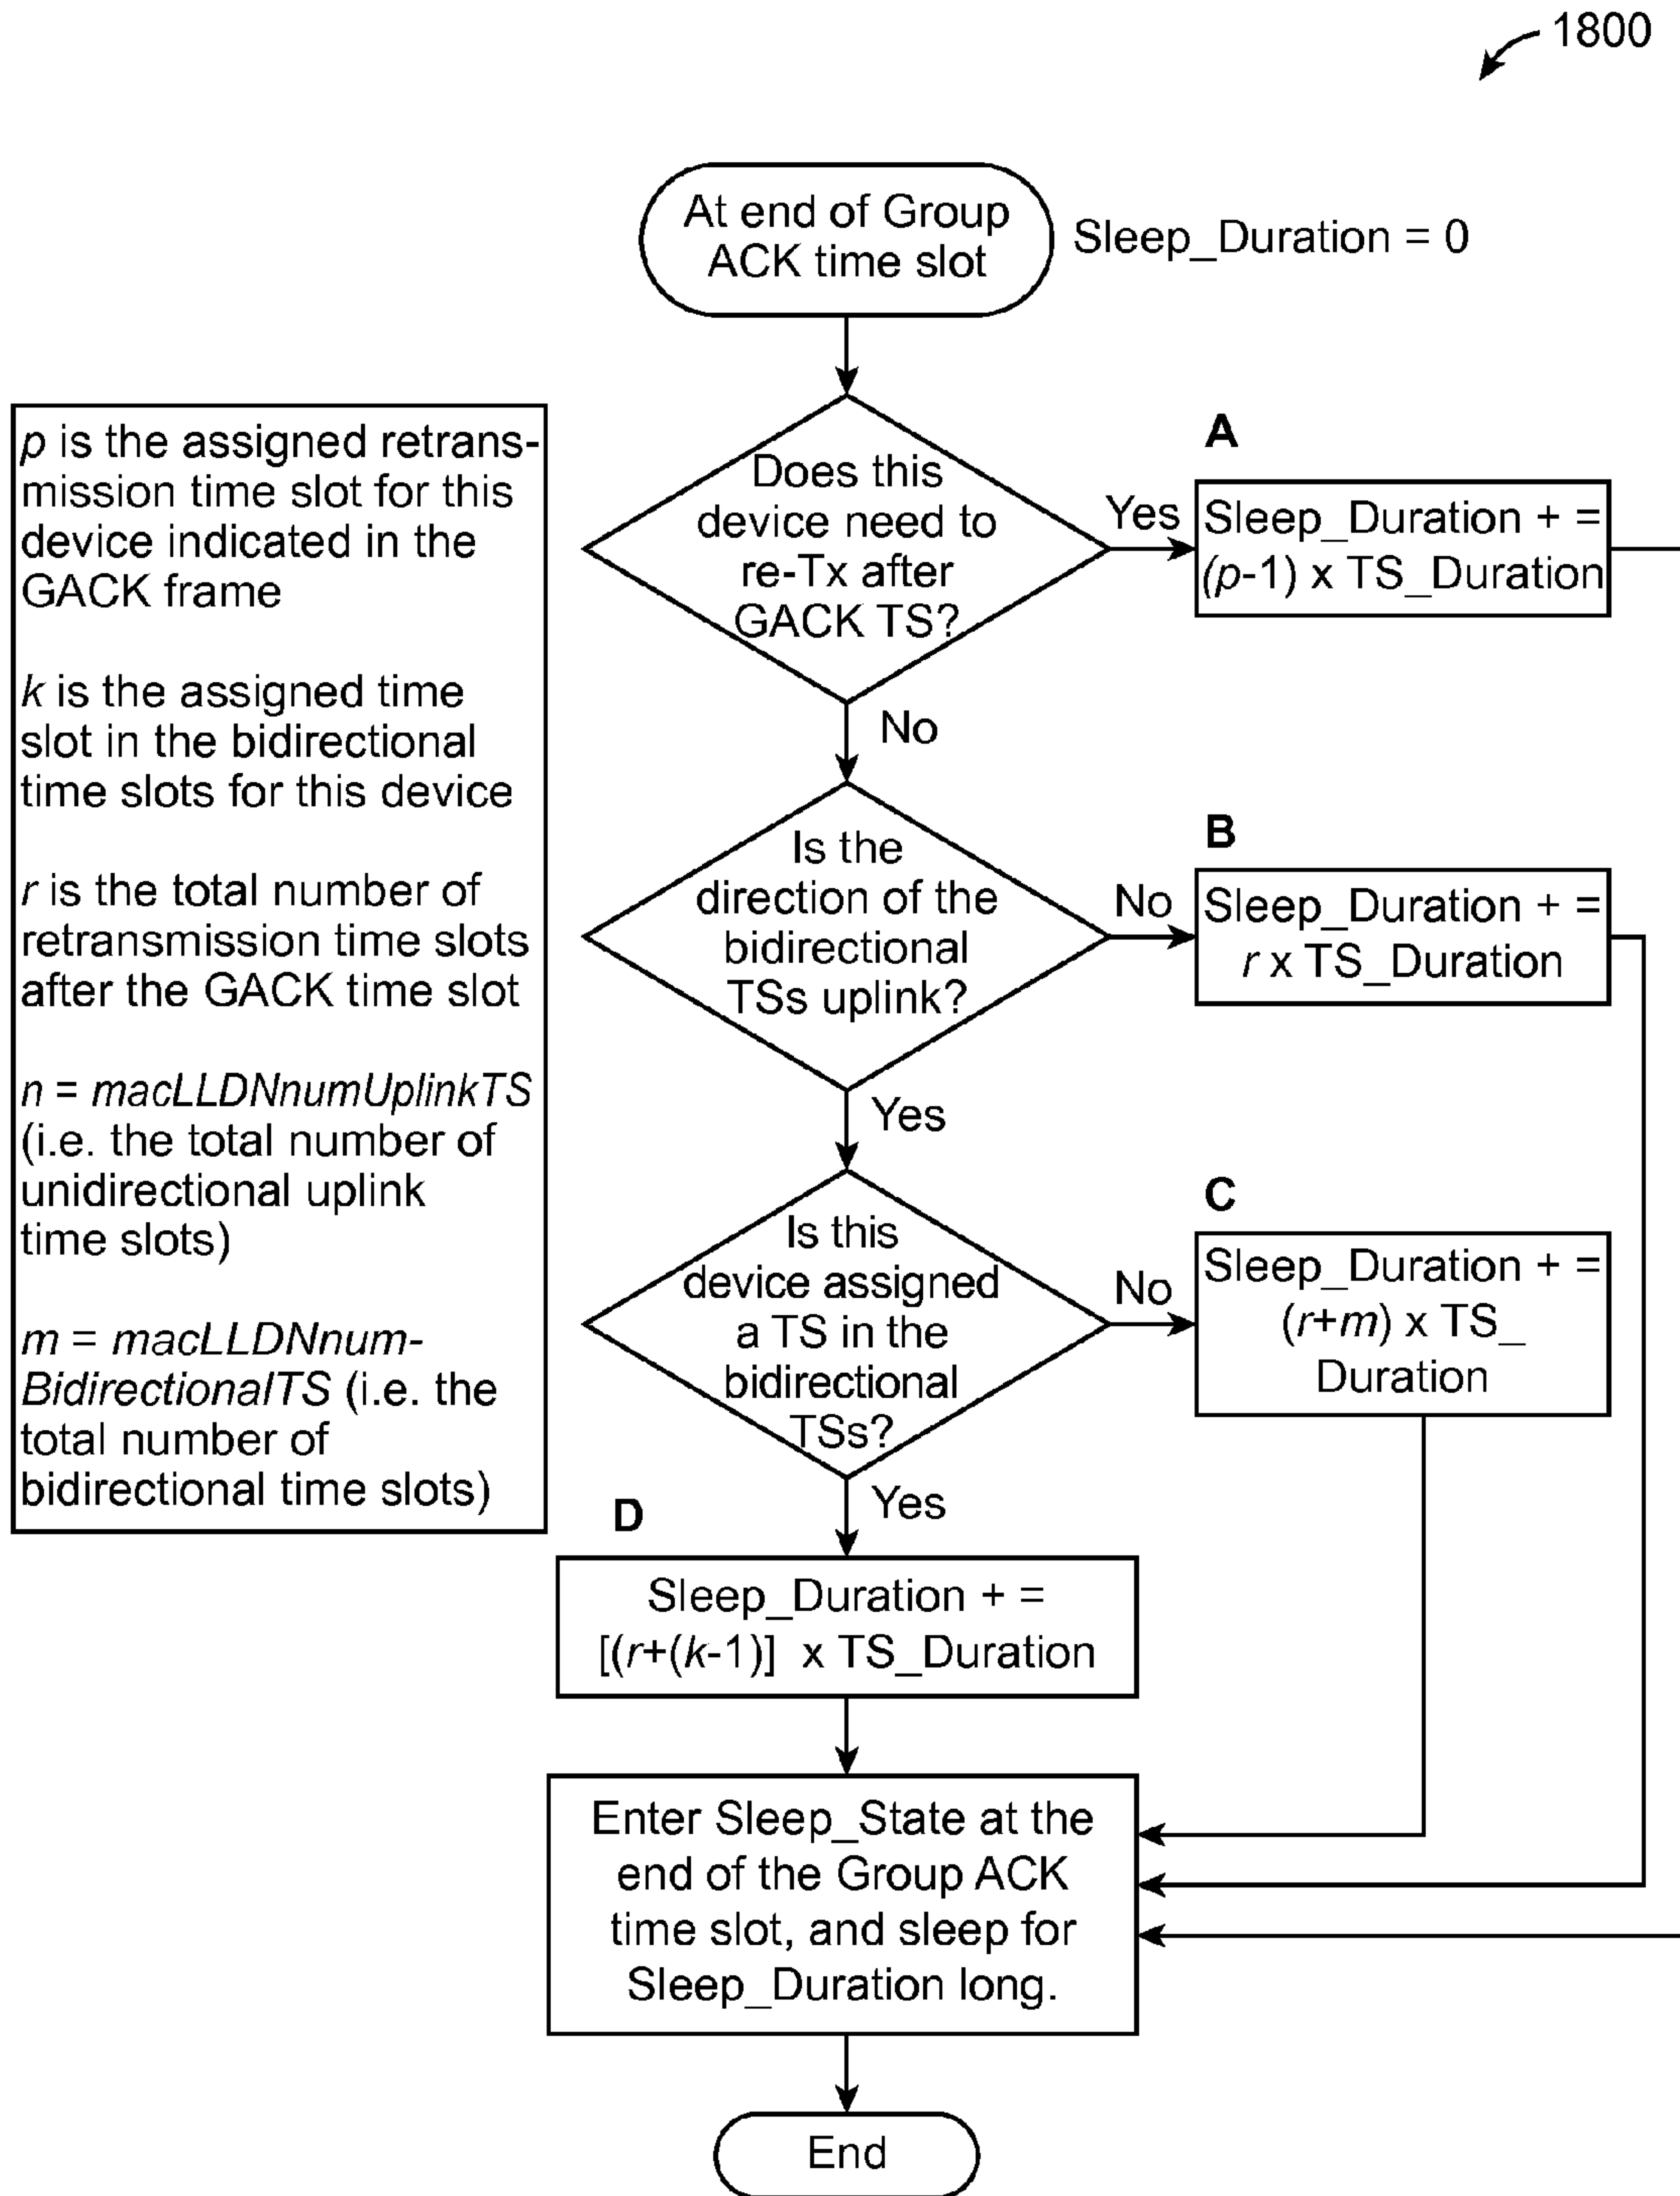 1800
At end of Group
ACK time slot
Sleep_Duration = 0
p is the assigned retrans-
mission time slot for this
device indicated in the
GACK frame
k is the assigned time
slot in the bidirectional
time slots for this device
r is the total number of
retransmission time slots
after the GACK time slot
n = macLLDNnumUplinkTS
(i.e. the total number of
unidirectional uplink
time slots)
m = macLLDNnum-
BidirectionalTS (i.e. the
total number of
bidirectional time slots)
Does this
device need to
re-Tx after
GACK TS?
Yes
A
Sleep_Duration + =
(p-1) x TS_Duration
No
Is the
direction of the
bidirectional
TSs uplink?
No
B
Sleep_Duration + =
r x TS_Duration
Yes
Is this
device assigned
a TS in the
bidirectional
TSs?
No
C
Sleep_Duration + =
(r+m) x TS_
Duration
Yes
D
Sleep_Duration + =
[(r+(k-1)] x TS_Duration
Enter Sleep_State at the
end of the Group ACK
time slot, and sleep for
Sleep_Duration long.
End